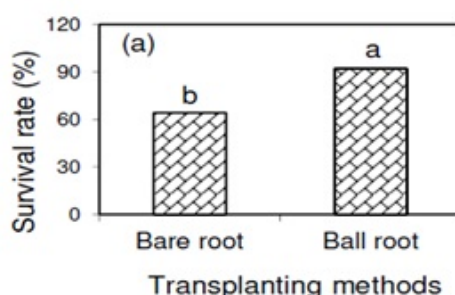 Survival rate (%)
120
90
60
30
0
(a)
b
a
Bare root
Ball root
Transplanting methods